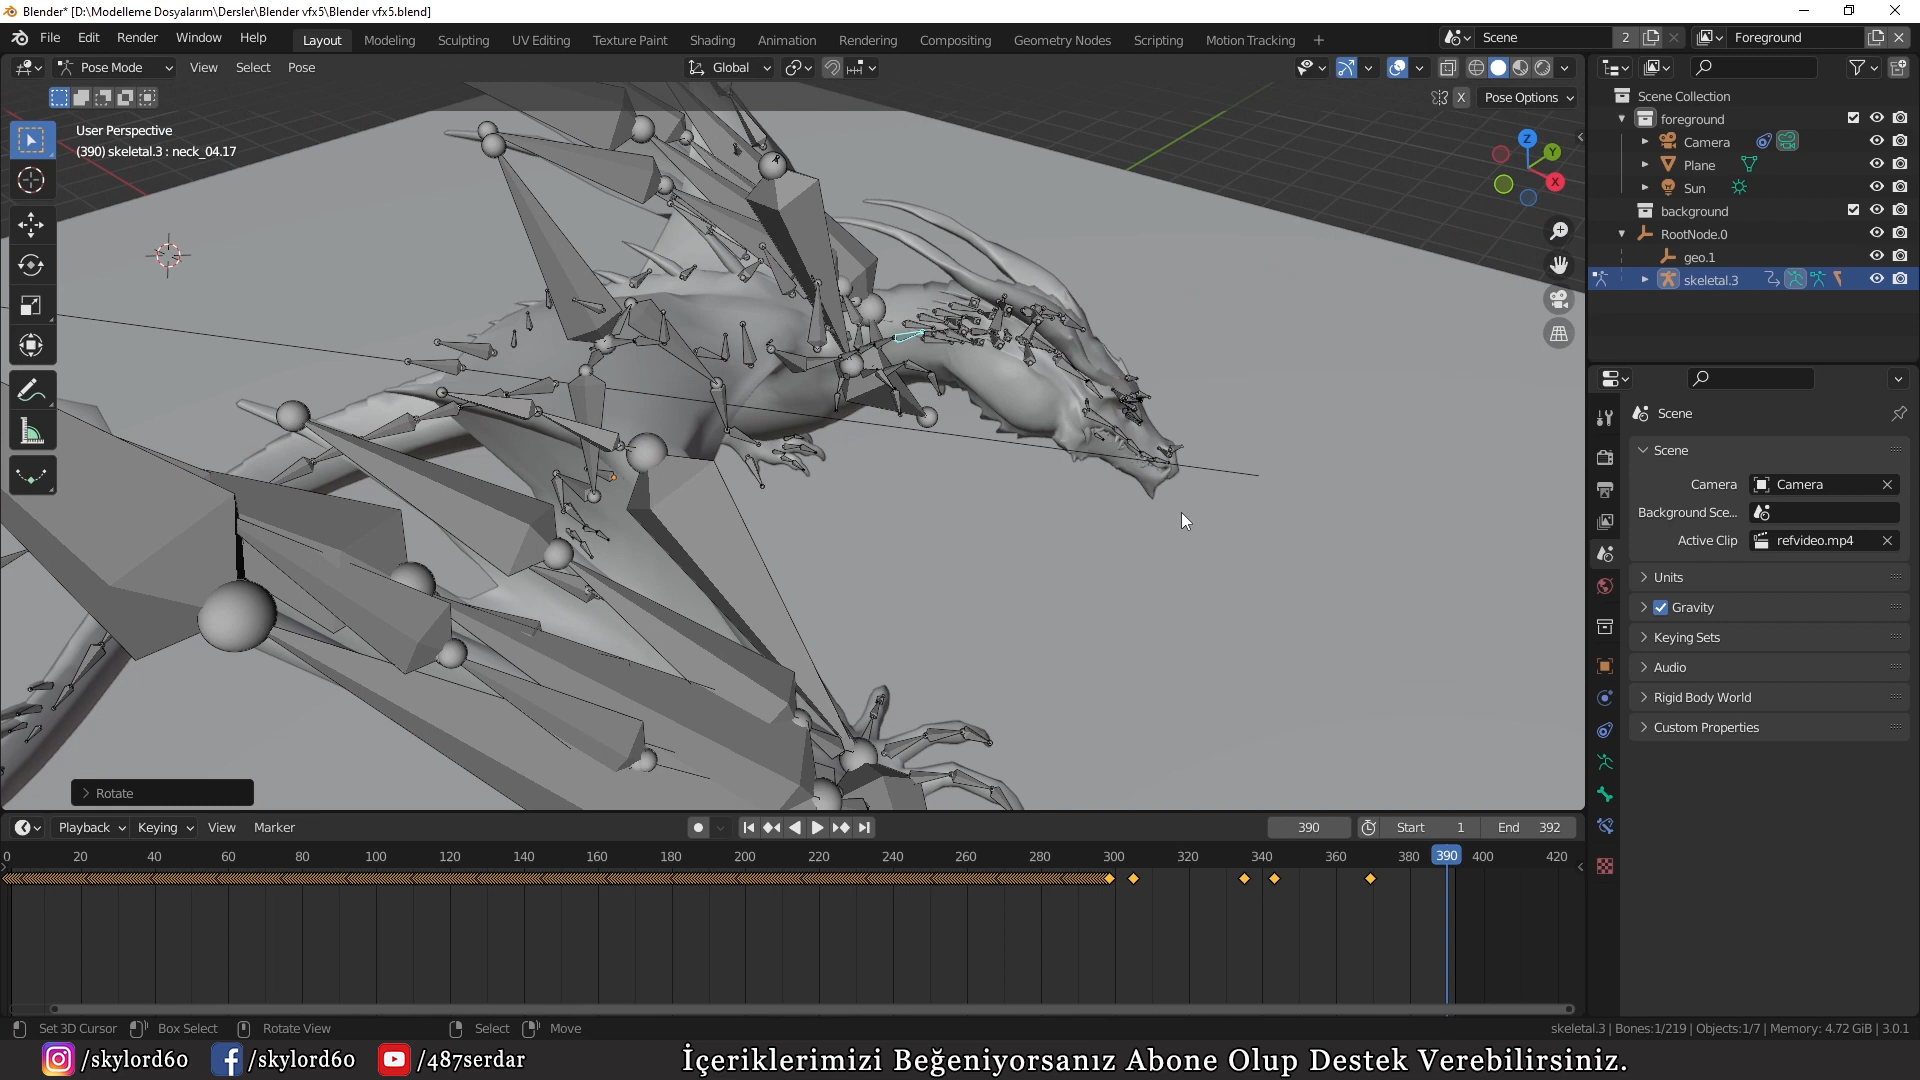 Blender* [D:\Modelleme Dosyalarım\Dersler\Blender vfx5\Blender vfx5.blend]
File Edit Render Window Help Layout Modeling Sculpting UV Editing Texture Paint Shading Animation Rendering Compositing Geometry Nodes Scripting Motion Tracking + Scene 2 Foreground
Pose Mode View Select Pose Global
X Pose Options
User Perspective
(390) skeletal.3 : neck_04.17
Z
Y
X
Scene Collection
foreground
Camera
Plane
Sun
background
RootNode.0
geo.1
skeletal.3
Scene
Scene
Camera Camera
Background Sce...
Active Clip refvideo.mp4
Units
Gravity
Keying Sets
Audio
Rigid Body World
Custom Properties
Rotate
Playback Keying View Marker 390 Start 1 End 392
0 20 40 60 80 100 120 140 160 180 200 220 240 260 280 300 320 340 360 380 390 400 420
Set 3D Cursor Box Select Rotate View Select Move skeletal.3 | Bones:1/219 | Objects:1/7 | Memory: 4.72 GiB | 3.0.1
/skylord60 /skylord60 /487serdar İçeriklerimizi Beğeniyorsanız Abone Olup Destek Verebilirsiniz.